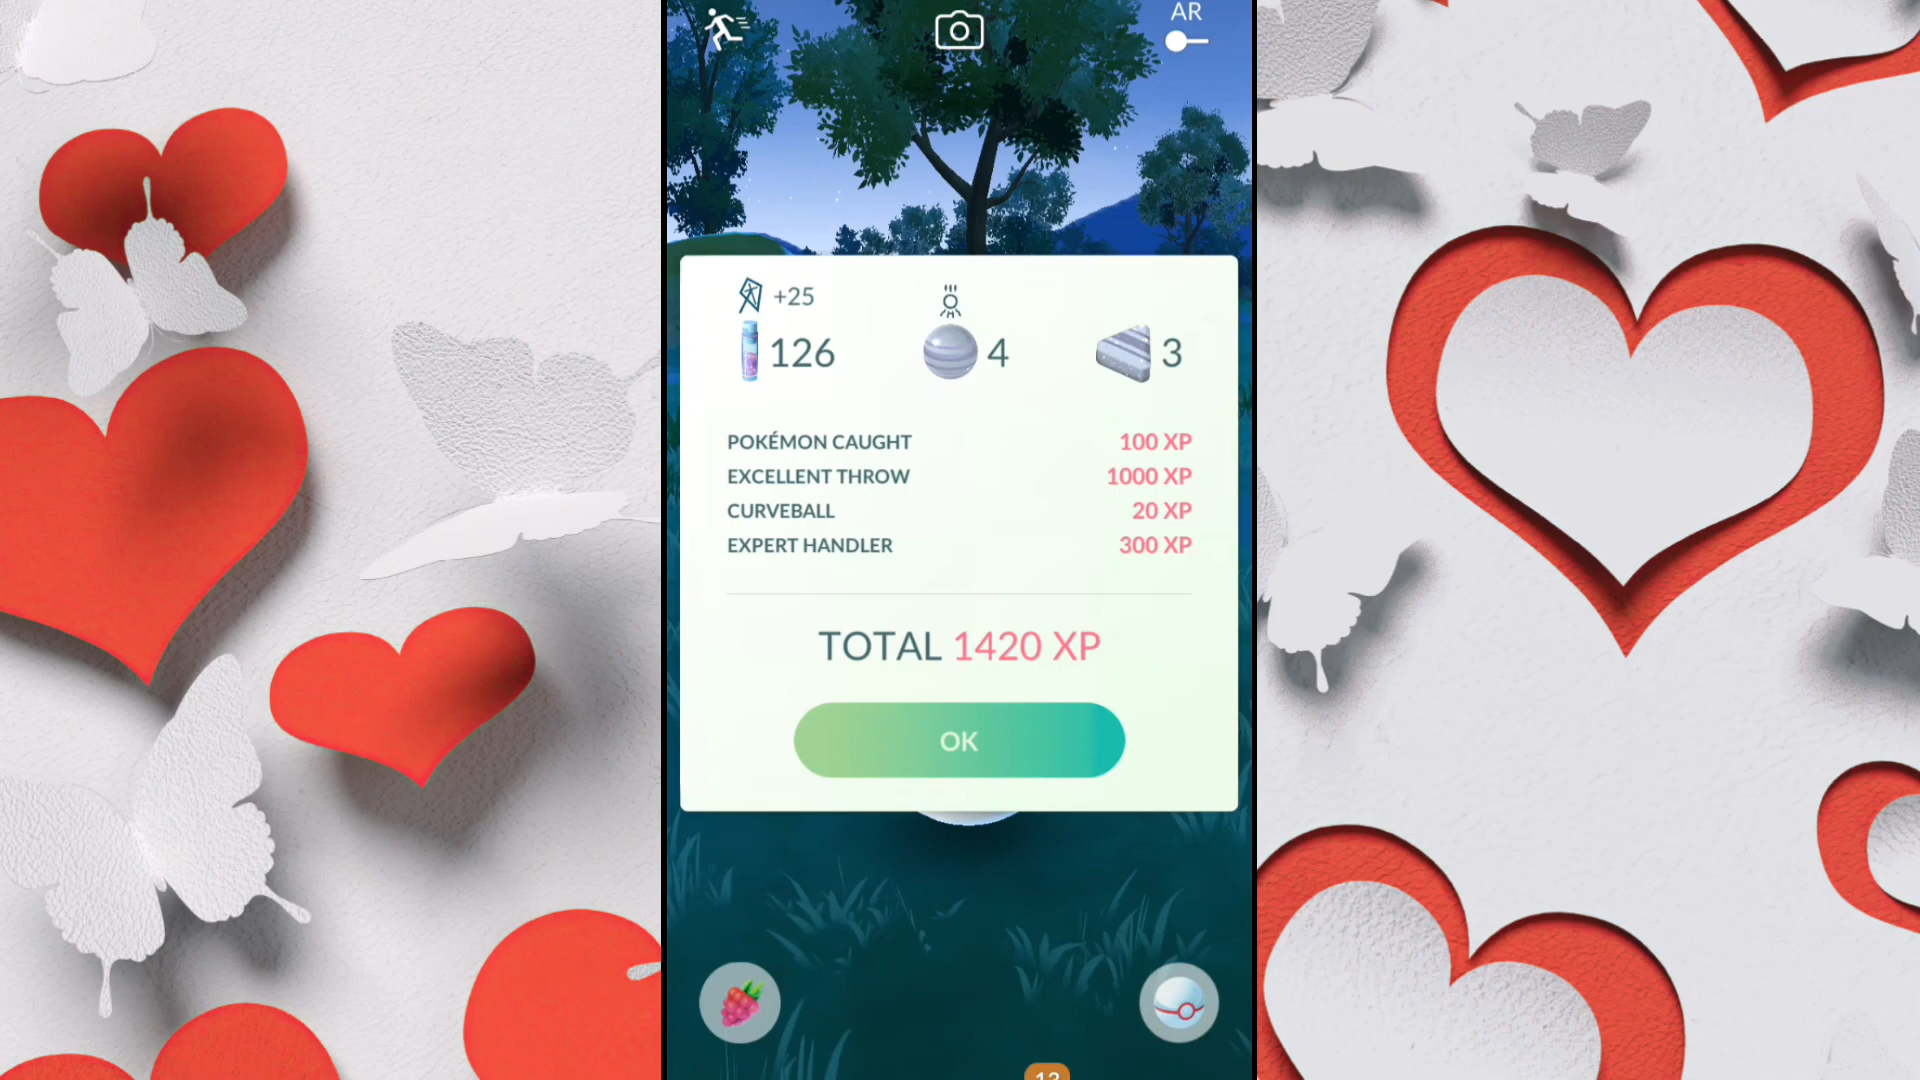 AR
+25
126
4
3
POKÉMON CAUGHT 100 XP
EXCELLENT THROW 1000 XP
CURVEBALL 20 XP
EXPERT HANDLER 300 XP
TOTAL 1420 XP
OK
13